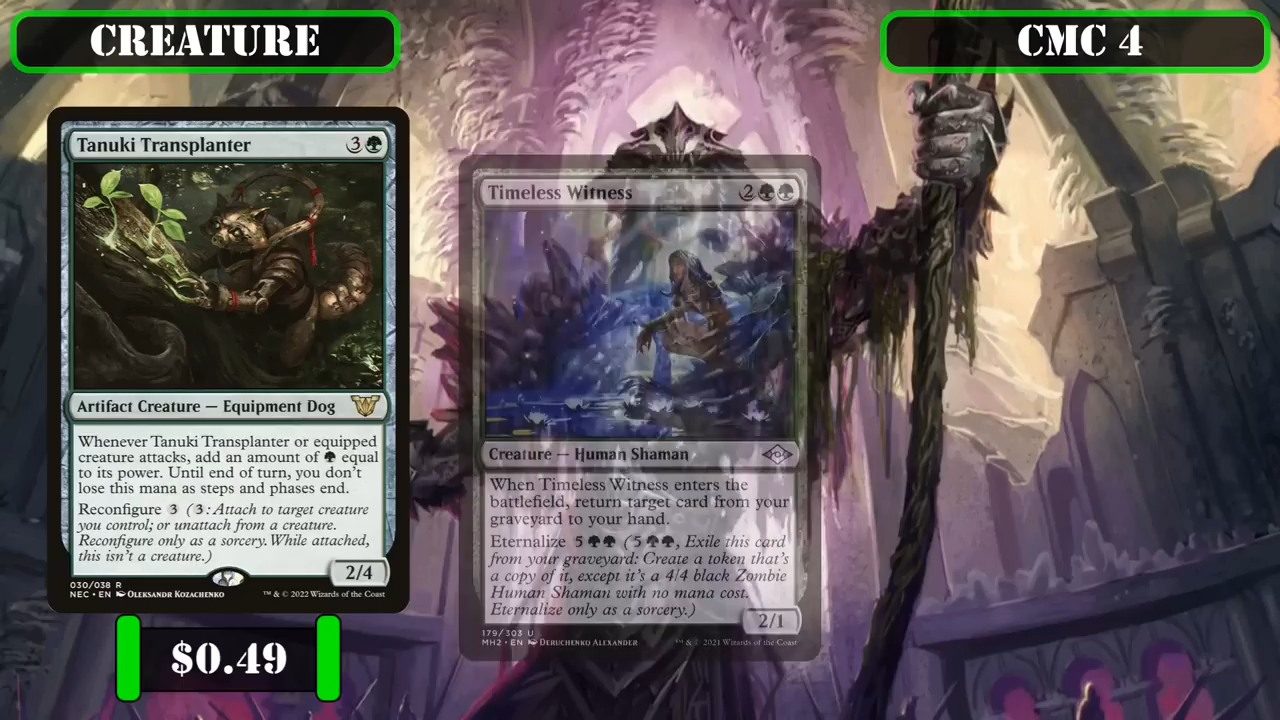 CREATURE
CMC 4
Tanuki Transplanter 3
Artifact Creature — Equipment Dog
Whenever Tanuki Transplanter or equipped
creature attacks, add an amount of equal
to its power. Until end of turn, you don't
lose this mana as steps and phases end.
Reconfigure 3 (3: Attach to target creature
you control; or unattach from a creature.
Reconfigure only as a sorcery. While attached,
this isn't a creature.)
2/4
030/038 R
NEC • EN Oleksandr Kozachenko
™ & © 2022 Wizards of the Coast
$0.49
Timeless Witness 2
Creature — Human Shaman
When Timeless Witness enters the
battlefield, return target card from your
graveyard to your hand.
Eternalize 5 (5, Exile this card
from your graveyard: Create a token that's
a copy of it, except it's a 4/4 black Zombie
Human Shaman with no mana cost.
Eternalize only as a sorcery.)
2/1
179/303 U
MH2 • EN Deruchenko Alexander
™ & © 2021 Wizards of the Coast